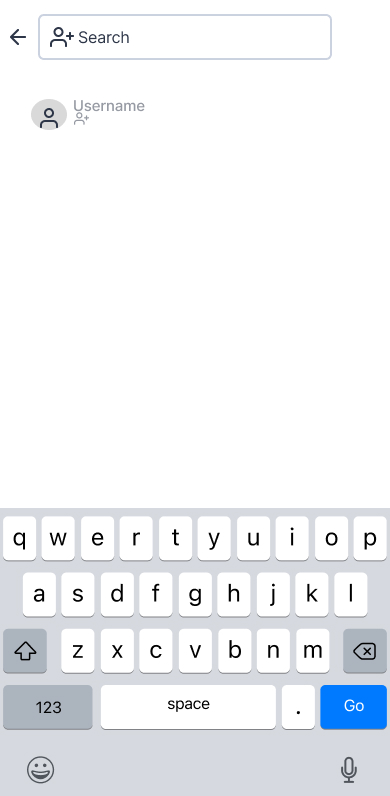 Search
Username
q w e r t y u i o p
a s d f g h j k l
z x c v b n m
123 space . Go